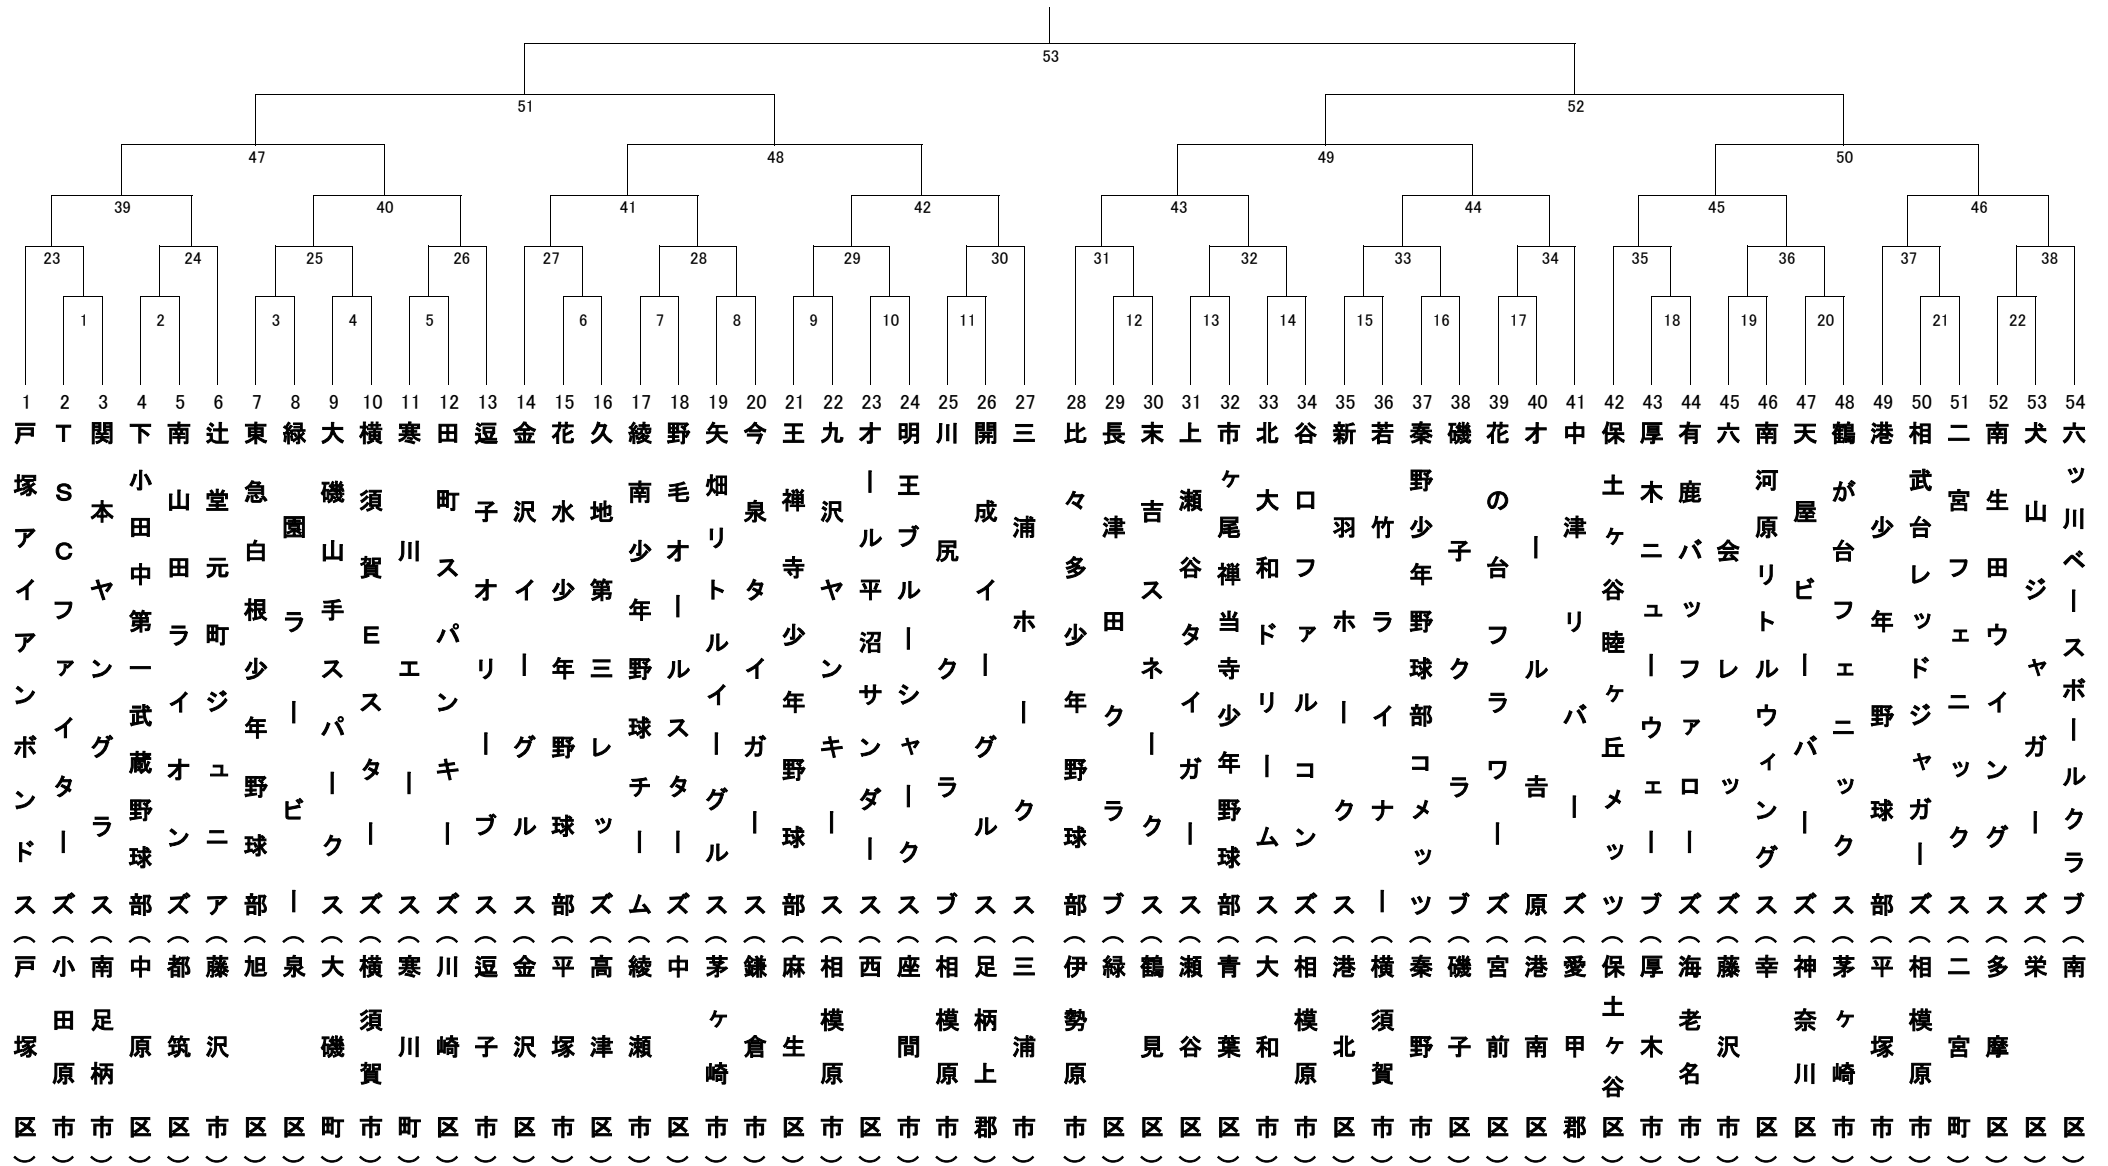 53
51
52
47
48
49
50
39
40
41
42
43
44
45
46
23
24
25
26
27
28
29
30
31
32
33
34
35
36
37
38
1
2
3
4
5
6
7
8
9
10
11
12
13
14
15
16
17
18
19
20
21
22
1 戸塚アイアンボンドス（戸塚区）
2 TSCファイターズ（小田原市）
3 関本ヤングラス（南足柄市）
4 下小田中第一武蔵野球部（中原区）
5 南山田ライオンズ（都筑区）
6 辻堂元町ジュニア（藤沢市）
7 東急白根少年野球部（旭区）
8 緑園ラービー（泉区）
9 大磯山手スパークス（大磯町）
10 横須賀Eスターズ（横須賀市）
11 寒川エース（寒川町）
12 田町スパンキーズ（川崎区）
13 逗子オリーブス（逗子市）
14 金沢イーグルス（金沢区）
15 花水少年野球部（平塚市）
16 久地第三レッズ（高津区）
17 綾南少年野球チーム（綾瀬市）
18 野毛オールスターズ（中区）
19 矢畑リトルイーグルス（茅ヶ崎市）
20 今泉タイガース（鎌倉市）
21 王禅寺少年野球部（麻生区）
22 九沢ヤンキース（相模原市）
23 オール平沼サンダース（西区）
24 明王ブルーシャークス（座間市）
25 川尻クラブ（相模原市）
26 開成イーグルス（足柄上郡）
27 三浦ホークス（三浦市）
28 比々多少年野球部（伊勢原市）
29 長津田クラブ（緑区）
30 末吉スネークス（鶴見区）
31 上瀬谷タイガース（瀬谷区）
32 市ヶ尾禅当寺少年野球部（青葉区）
33 北大和ドリームス（大和市）
34 谷口ファルコンズ（相模原市）
35 新羽ホークス（港北区）
36 若竹ライナー（横須賀市）
37 秦野少年野球部コメッツ（秦野市）
38 磯子クラブ（磯子区）
39 花の台フラワーズ（宮前区）
40 オール吉原（港南区）
41 中津リバーズ（愛甲郡）
42 保土ケ谷睦ヶ丘メッツ（保土ケ谷区）
43 厚木ニューウェーブ（厚木市）
44 有鹿バッファローズ（海老名市）
45 六会レッズ（藤沢市）
46 南河原リトルウィングス（幸区）
47 天屋ビーバーズ（神奈川区）
48 鶴が台フェニックス（茅ヶ崎市）
49 港少年野球部（平塚市）
50 相武台レッドジャガーズ（相模原市）
51 二宮フェニックス（二宮町）
52 南生田ウイングス（多摩区）
53 犬山ジャガーズ（栄区）
54 六ッ川ベースボールクラブ（南区）